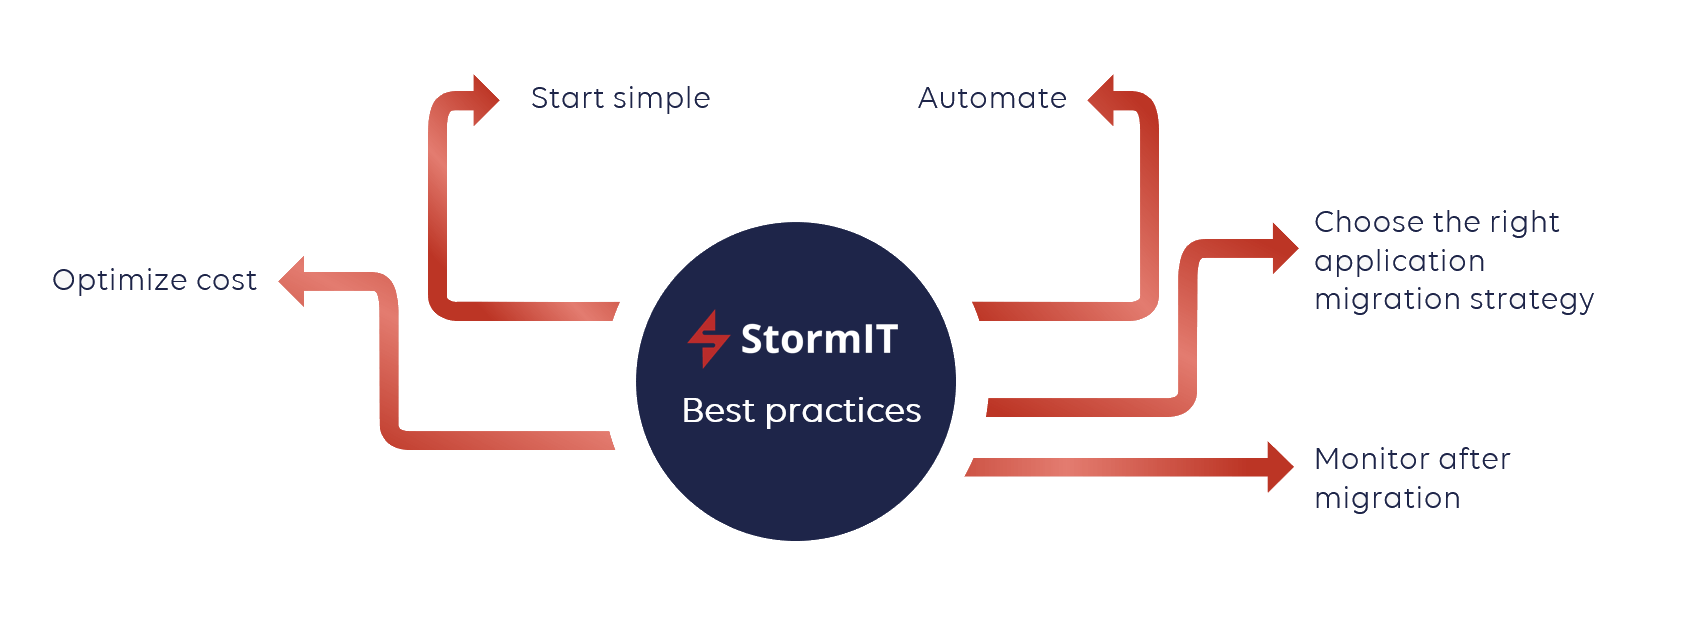 Start simple
Automate
Choose the right
application
migration strategy
Optimize cost
StormIT
Best practices
Monitor after
migration